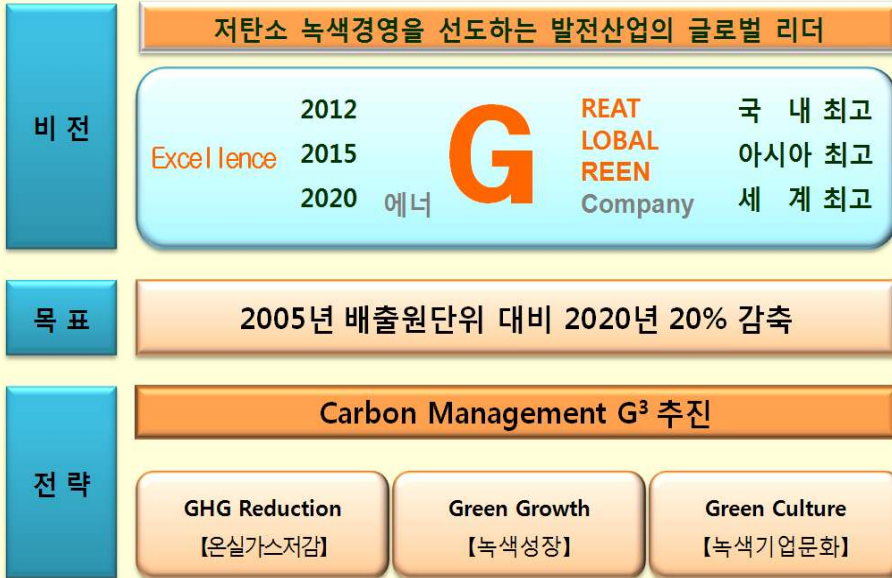 비 전
저탄소 녹색경영을 선도하는 발전산업의 글로벌 리더
2012 REAT 국 내 최고
Excellence 2015 G LOBAL 아시아 최고
REEN
2020 에너 Company 세 계 최고
목 표
2005년 배출원단위 대비 2020년 20% 감축
전 략
Carbon Management G³ 추진
GHG Reduction
【온실가스저감】
Green Growth
【녹색성장】
Green Culture
【녹색기업문화】